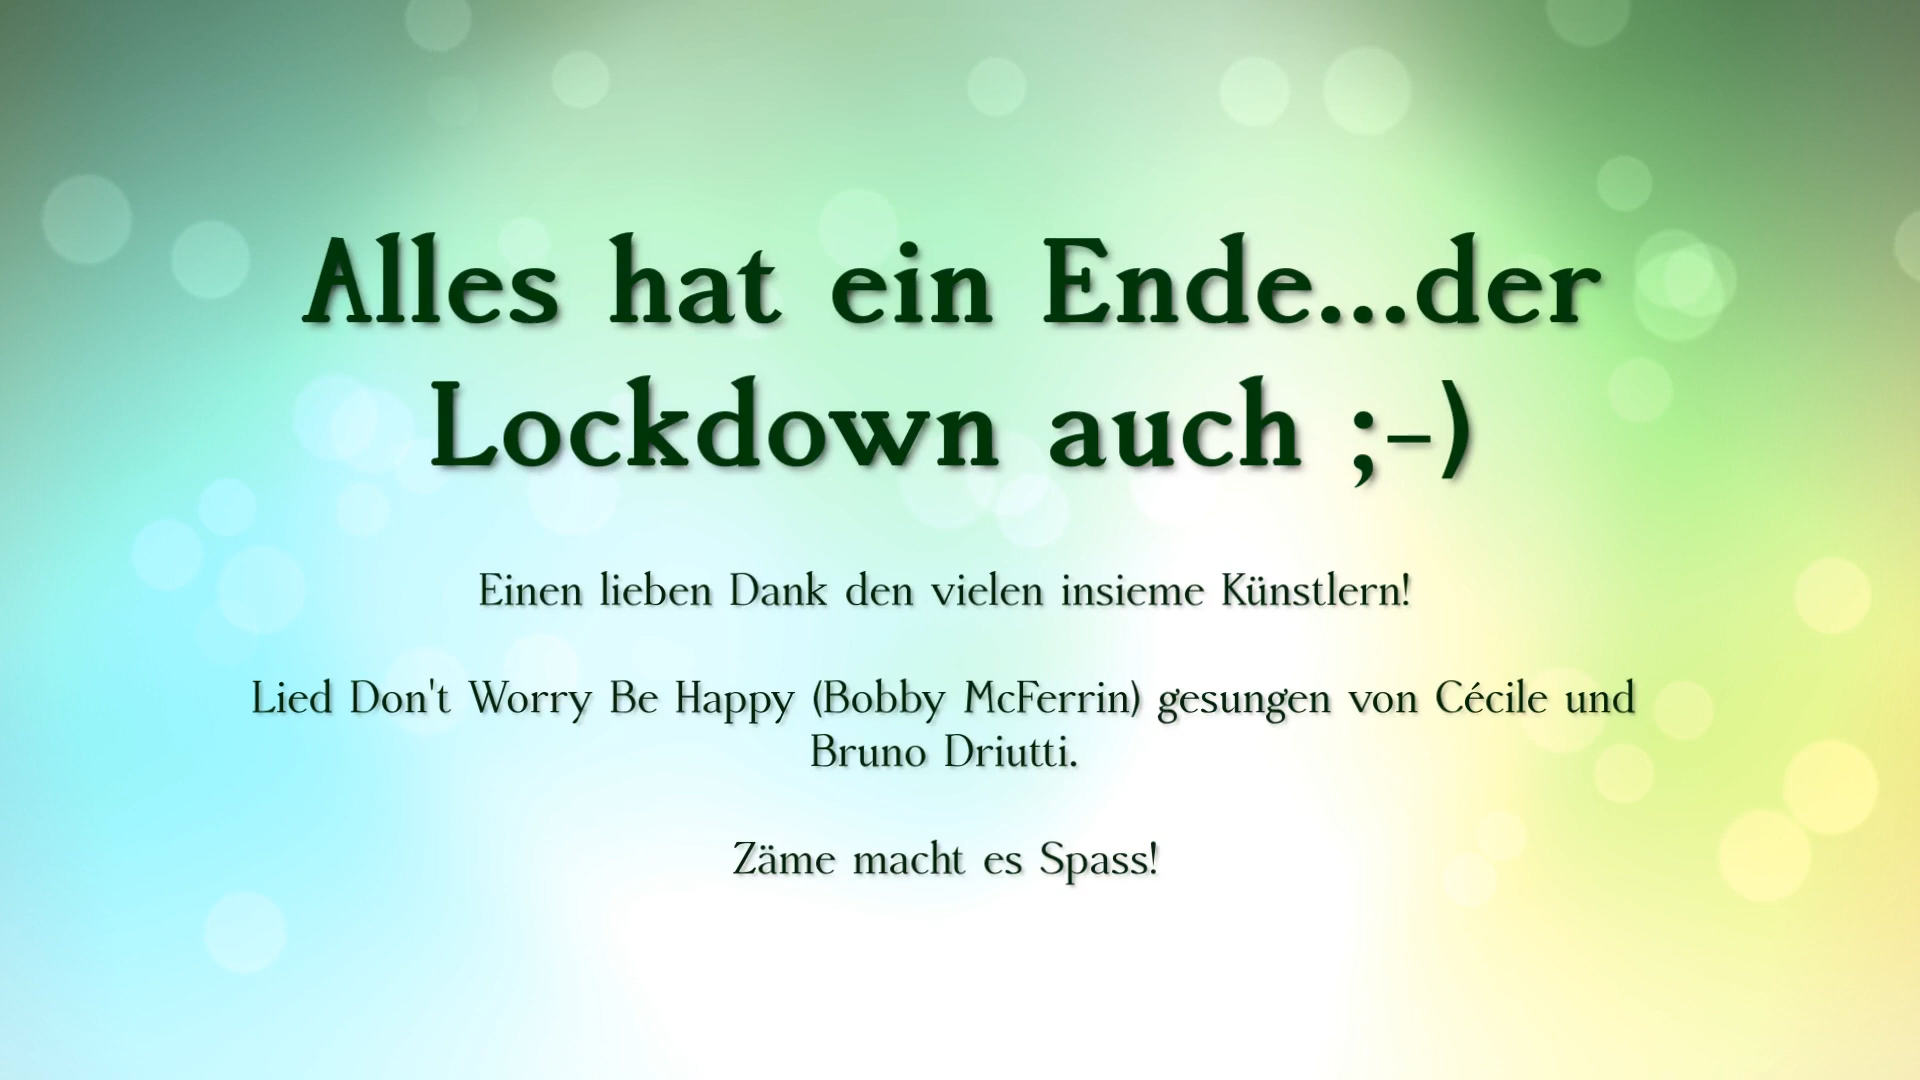 Alles hat ein Ende...der
Lockdown auch ;-)
Einen lieben Dank den vielen insieme Künstlern!
Lied Don't Worry Be Happy (Bobby McFerrin) gesungen von Cécile und
Bruno Driutti.
Zäme macht es Spass!